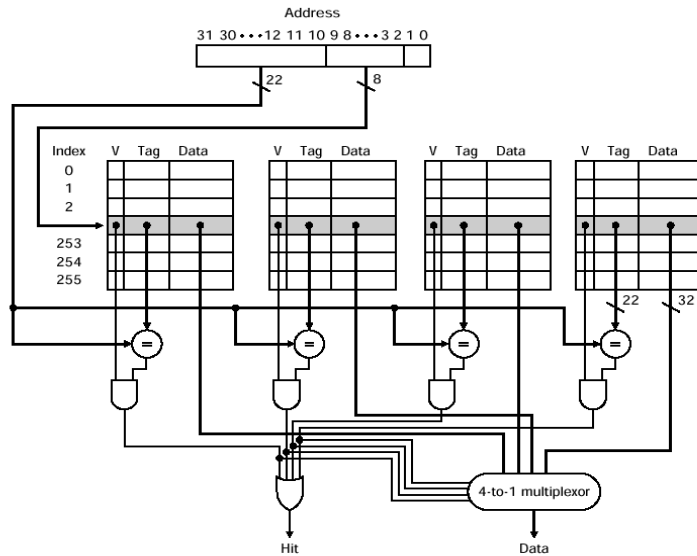 Address
31 30 ••• 12 11 10 9 8 ••• 3 2 1 0
22
8
Index
V Tag Data
V Tag Data
V Tag Data
V Tag Data
0
1
2
253
254
255
22
32
=
=
=
=
4-to-1 multiplexor
Hit
Data